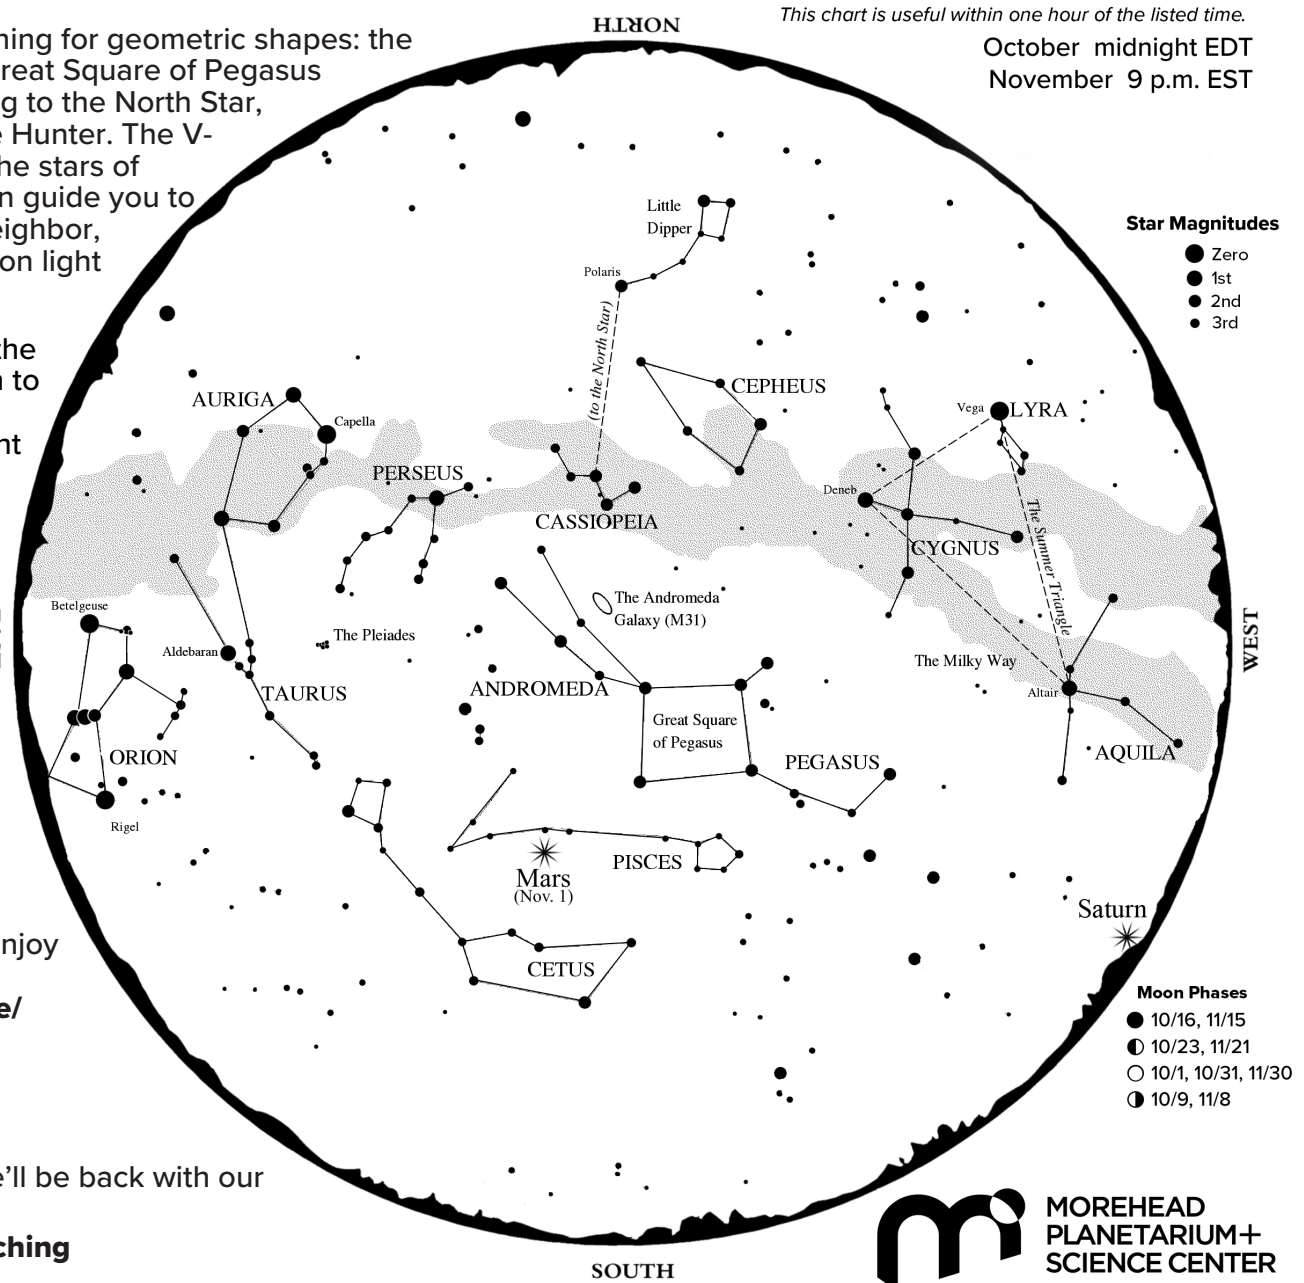 NORTH
This chart is useful within one hour of the listed time.
October midnight EDT
November 9 p.m. EST
ning for geometric shapes: the
reat Square of Pegasus
g to the North Star,
e Hunter. The V-
he stars of
n guide you to
eighbor,
on light
the
n to
nt
Little
Dipper
Polaris
(to the North Star)
Star Magnitudes
Zero
1st
2nd
3rd
CEPHEUS
AURIGA
Capella
Vega
LYRA
PERSEUS
CASSIOPEIA
Deneb
CYGNUS
The Summer Triangle
The Andromeda
Galaxy (M31)
Betelgeuse
The Pleiades
Aldebaran
TAURUS
ANDROMEDA
The Milky Way
Altair
WEST
Great Square
of Pegasus
ORION
PEGASUS
AQUILA
Rigel
PISCES
Mars
(Nov. 1)
Saturn
CETUS
njoy
e/
Moon Phases
10/16, 11/15
10/23, 11/21
10/1, 10/31, 11/30
10/9, 11/8
e'll be back with our
ching
SOUTH
MOREHEAD
PLANETARIUM+
SCIENCE CENTER